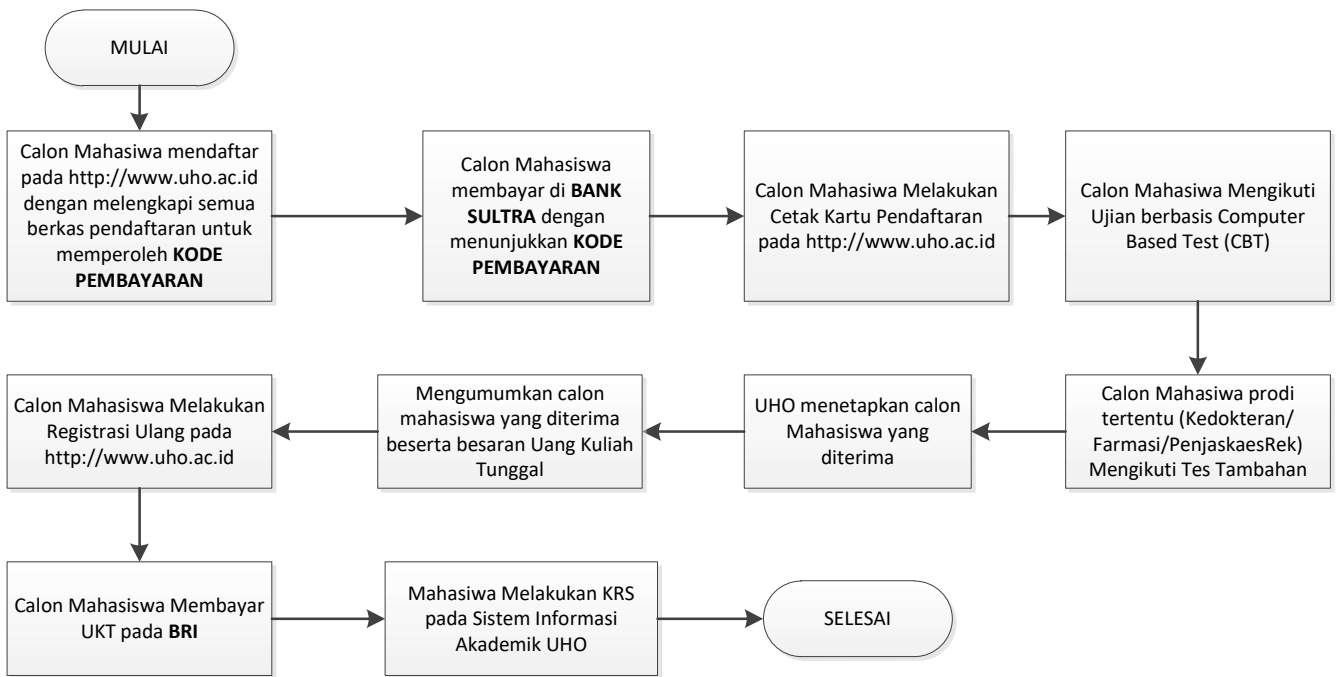 MULAI
Calon Mahasiwa mendaftar
pada http://www.uho.ac.id
dengan melengkapi semua
berkas pendaftaran untuk
memperoleh KODE
PEMBAYARAN
Calon Mahasiswa
membayar di BANK
SULTRA dengan
menunjukkan KODE
PEMBAYARAN
Calon Mahasiwa Melakukan
Cetak Kartu Pendaftaran
pada http://www.uho.ac.id
Calon Mahasiwa Mengikuti
Ujian berbasis Computer
Based Test (CBT)
Calon Mahasiwa prodi
tertentu (Kedokteran/
Farmasi/PenjaskaesRek)
Mengikuti Tes Tambahan
UHO menetapkan calon
Mahasiswa yang
diterima
Mengumumkan calon
mahasiswa yang diterima
beserta besaran Uang Kuliah
Tunggal
Calon Mahasiswa Melakukan
Registrasi Ulang pada
http://www.uho.ac.id
Calon Mahasiswa Membayar
UKT pada BRI
Mahasiwa Melakukan KRS
pada Sistem Informasi
Akademik UHO
SELESAI